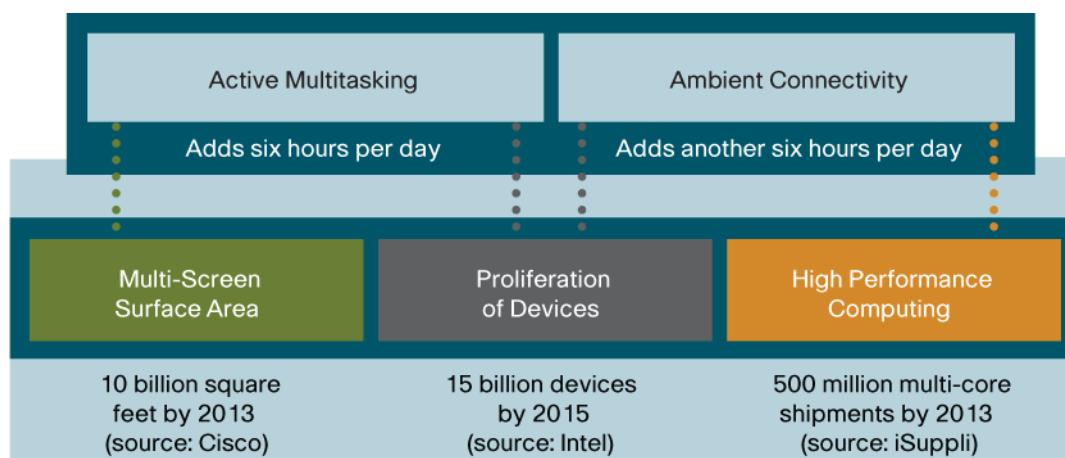 Active Multitasking
Ambient Connectivity
Adds six hours per day
Adds another six hours per day
Multi-Screen
Surface Area
Proliferation
of Devices
High Performance
Computing
10 billion square
feet by 2013
(source: Cisco)
15 billion devices
by 2015
(source: Intel)
500 million multi-core
shipments by 2013
(source: iSuppli)